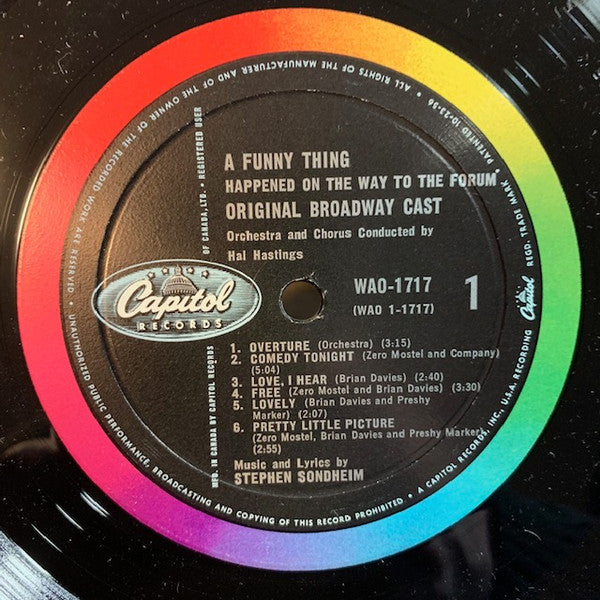 A FUNNY THING
HAPPENED ON THE WAY TO THE FORUM
ORIGINAL BROADWAY CAST
Orchestra and Chorus Conducted by
Hal Hastings
WAO-1717
(WAO 1-1717)
1
Capitol
RECORDS
1. OVERTURE (Orchestra) (3:15)
2. COMEDY TONIGHT (Zero Mostel and Company)
(5:04)
3. LOVE, I HEAR (Brian Davies) (2:40)
4. FREE (Zero Mostel and Brian Davies) (3:30)
5. LOVELY (Brian Davies and Preshy
Marker) (2:07)
6. PRETTY LITTLE PICTURE
(Zero Mostel, Brian Davies and Preshy Marker)
(2:55)
Music and Lyrics by
STEPHEN SONDHEIM
MFD. IN CANADA BY CAPITOL RECORDS
OF CANADA, LTD. • REGISTERED USER
ALL RIGHTS OF THE MANUFACTURER AND OF THE OWNER OF THE RECORDED WORK ARE RESERVED • UNAUTHORIZED PUBLIC PERFORMANCE, BROADCASTING AND COPYING OF THIS RECORD PROHIBITED • A CAPITOL RECORDS, INC., U.S.A. RECORDING
Capitol
REGD. TRADE MARK
PATENTED 10-23-56